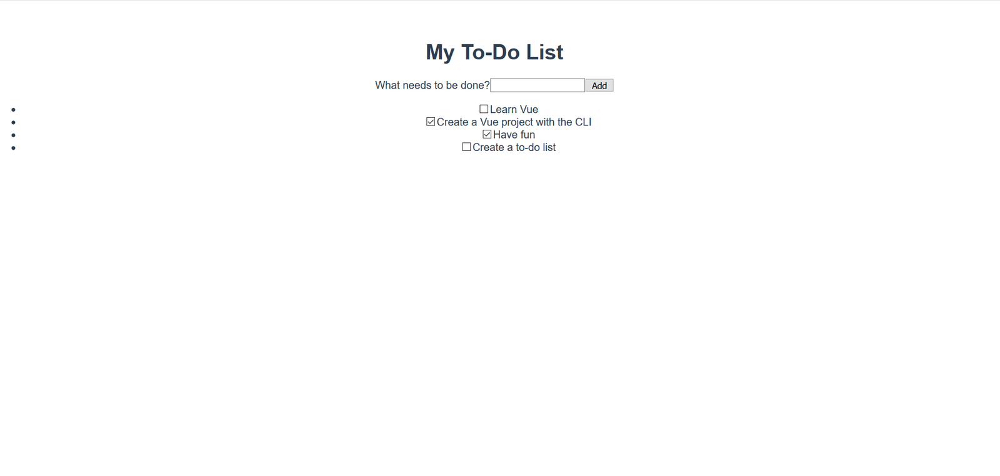 My To-Do List
What needs to be done? Add
Learn Vue
Create a Vue project with the CLI
Have fun
Create a to-do list